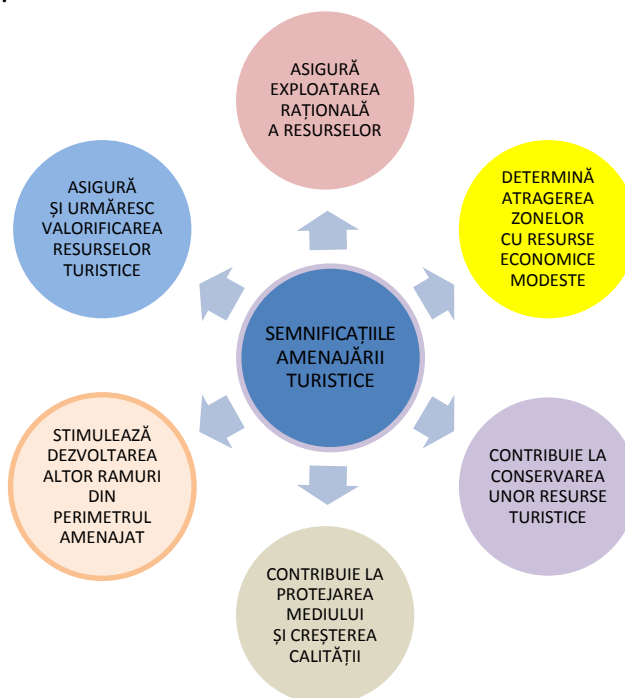 .
ASIGURĂ
EXPLOATAREA
RAȚIONALĂ
A RESURSELOR
DETERMINĂ
ATRAGEREA
ZONELOR
CU RESURSE
ECONOMICE
MODESTE
CONTRIBUIE LA
CONSERVAREA
UNOR RESURSE
TURISTICE
CONTRIBUIE LA
PROTEJAREA
MEDIULUI
ȘI CREȘTEREA
CALITĂȚII
STIMULEAZĂ
DEZVOLTAREA
ALTOR RAMURI
DIN
PERIMETRUL
AMENAJAT
ASIGURĂ
ȘI URMĂRESC
VALORIFICAREA
RESURSELOR
TURISTICE
SEMNIFICAȚIILE
AMENAJĂRII
TURISTICE